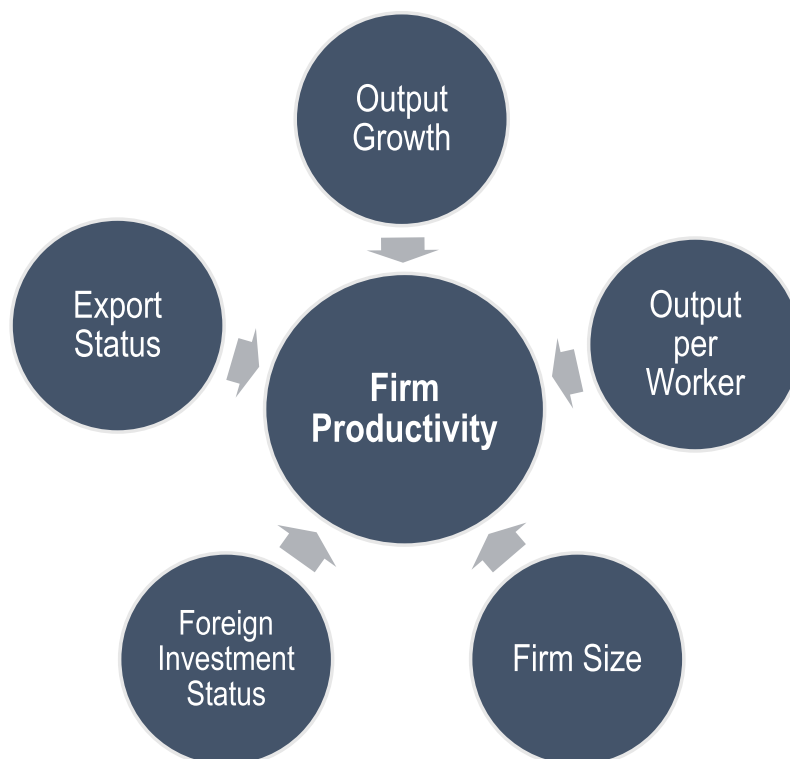 Output
Growth
Export
Status
Output
per
Worker
Firm
Productivity
Foreign
Investment
Status
Firm Size